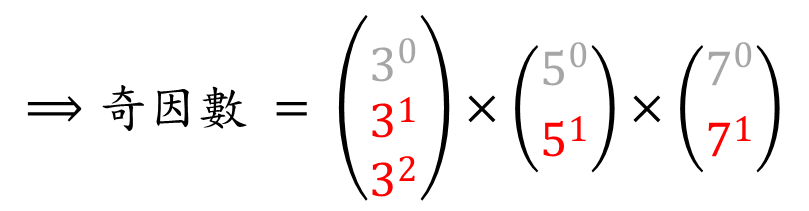 ⟹ 奇因數 = (3⁰ 3¹ 3²) × (5⁰ 5¹) × (7⁰ 7¹)